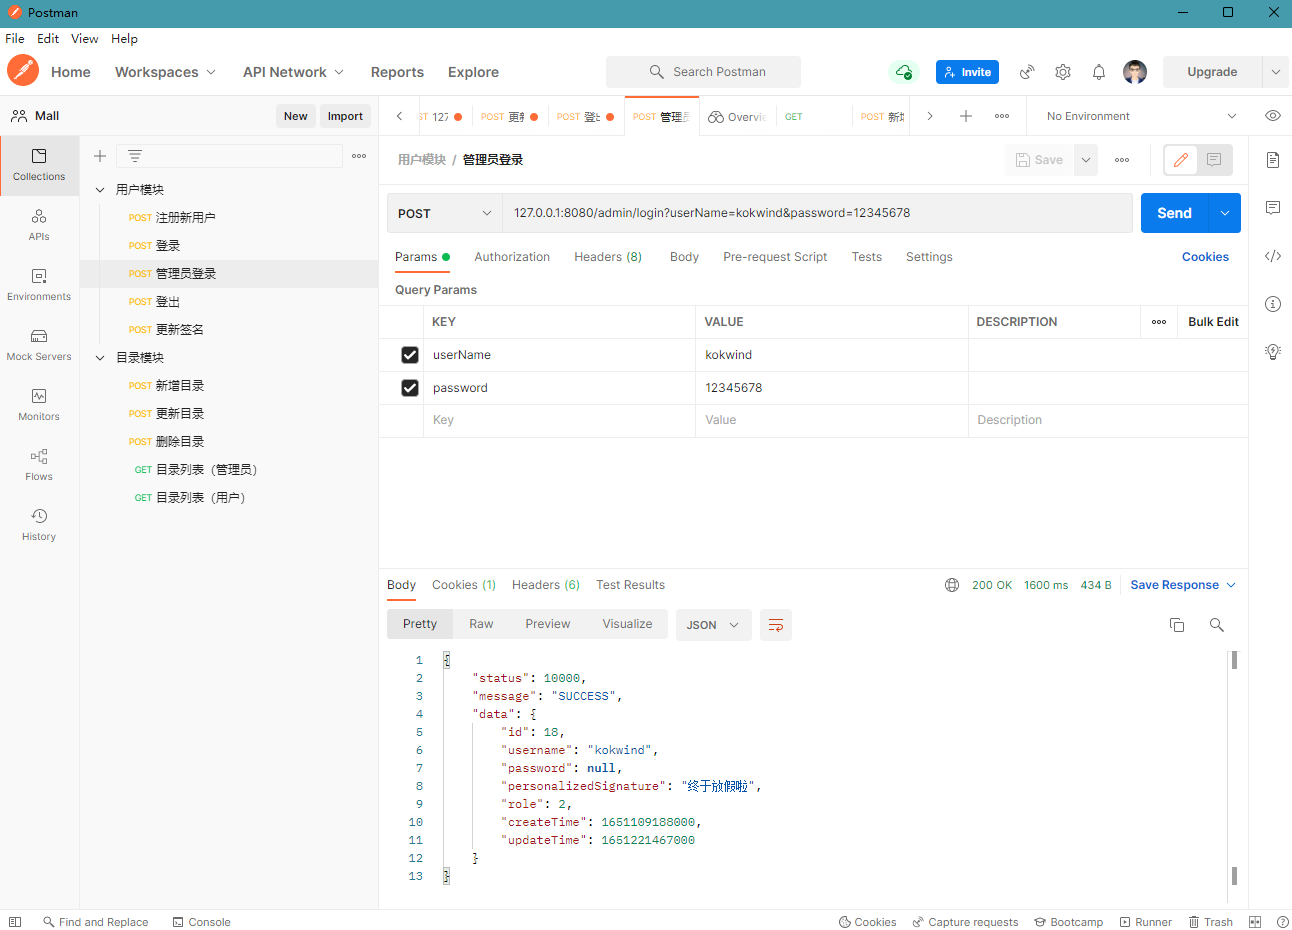 Postman
File Edit View Help
Home Workspaces API Network Reports Explore Search Postman Invite Upgrade
Mall New Import
ST 127 POST 更新 POST 登出 POST 管理员 Overvie GET POST 新增 No Environment
Collections
APIs
Environments
Mock Servers
Monitors
Flows
History
用户模块
POST 注册新用户
POST 登录
POST 管理员登录
POST 登出
POST 更新签名
目录模块
POST 新增目录
POST 更新目录
POST 删除目录
GET 目录列表（管理员）
GET 目录列表（用户）
用户模块 / 管理员登录 Save
POST 127.0.0.1:8080/admin/login?userName=kokwind&password=12345678 Send
Params Authorization Headers (8) Body Pre-request Script Tests Settings Cookies
Query Params
KEY VALUE DESCRIPTION Bulk Edit
userName kokwind
password 12345678
Key Value Description
Body Cookies (1) Headers (6) Test Results 200 OK 1600 ms 434 B Save Response
Pretty Raw Preview Visualize JSON
1 {
2 "status": 10000,
3 "message": "SUCCESS",
4 "data": {
5 "id": 18,
6 "username": "kokwind",
7 "password": null,
8 "personalizedSignature": "终于放假啦",
9 "role": 2,
10 "createTime": 1651109188000,
11 "updateTime": 1651221467000
12 }
13 }
Find and Replace Console Cookies Capture requests Bootcamp Runner Trash